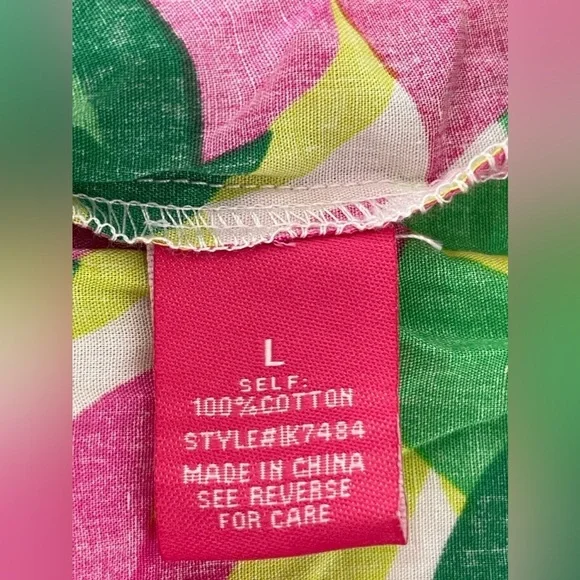 L
SELF:
100%COTTON
STYLE#IK7484
MADE IN CHINA
SEE REVERSE
FOR CARE